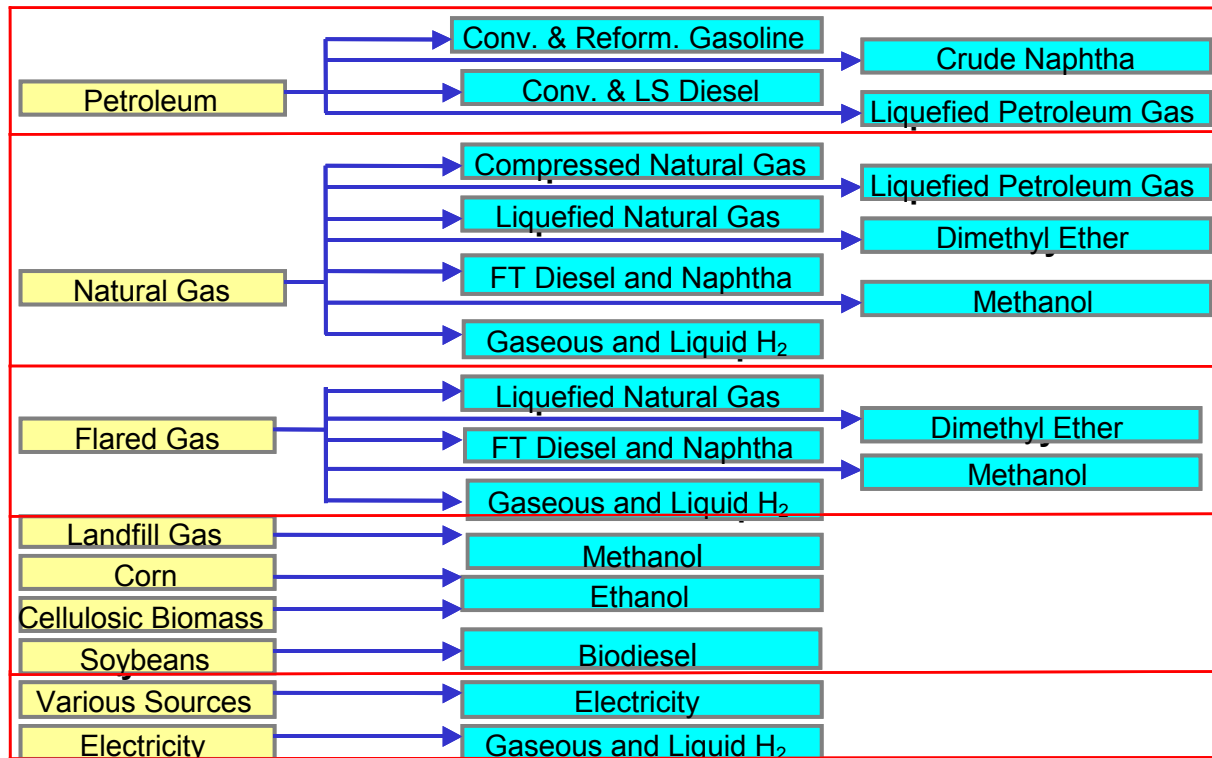 Conv. & Reform. Gasoline
Crude Naphtha
Petroleum
Conv. & LS Diesel
Liquefied Petroleum Gas
Compressed Natural Gas
Liquefied Petroleum Gas
Liquefied Natural Gas
Dimethyl Ether
Natural Gas
FT Diesel and Naphtha
Methanol
Gaseous and Liquid H₂
Liquefied Natural Gas
Dimethyl Ether
Flared Gas
FT Diesel and Naphtha
Methanol
Gaseous and Liquid H₂
Landfill Gas
Methanol
Corn
Ethanol
Cellulosic Biomass
Soybeans
Biodiesel
Various Sources
Electricity
Electricity
Gaseous and Liquid H₂